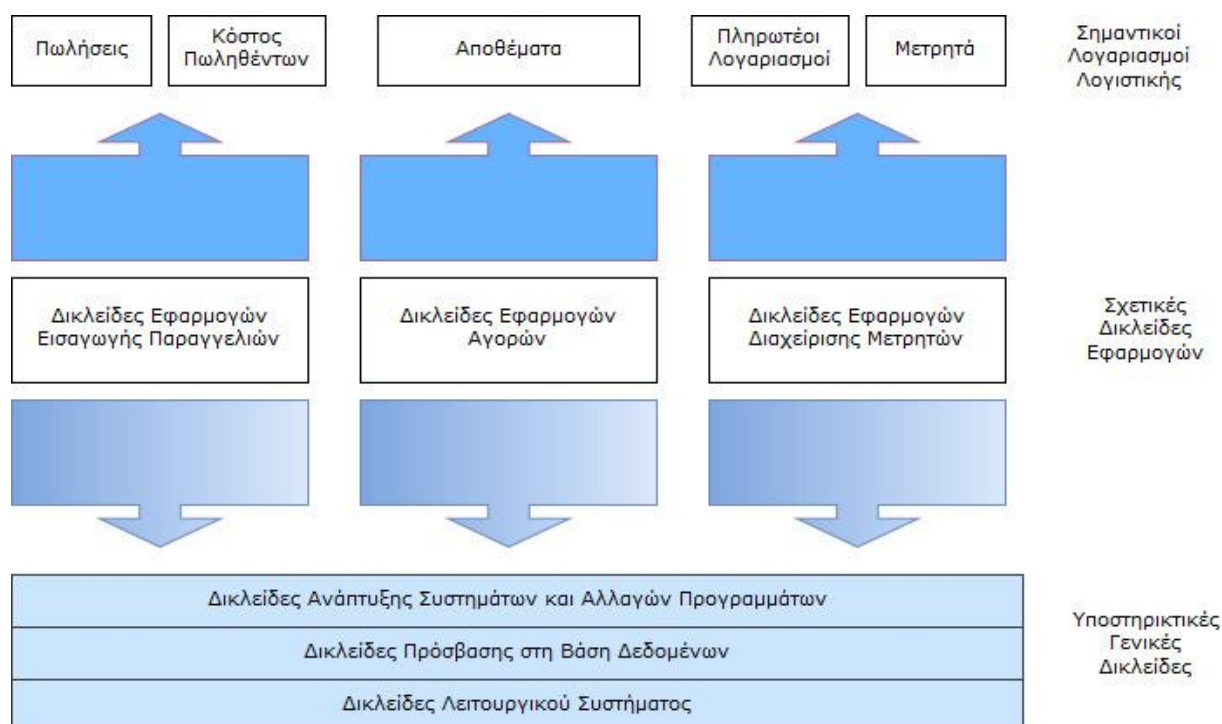 Πωλήσεις
Κόστος
Πωληθέντων
Αποθέματα
Πληρωτέοι
Λογαριασμοί
Μετρητά
Σημαντικοί
Λογαριασμοί
Λογιστικής
Δικλείδες Εφαρμογών
Εισαγωγής Παραγγελιών
Δικλείδες Εφαρμογών
Αγορών
Δικλείδες Εφαρμογών
Διαχείρισης Μετρητών
Σχετικές
Δικλείδες
Εφαρμογών
Δικλείδες Ανάπτυξης Συστημάτων και Αλλαγών Προγραμμάτων
Δικλείδες Πρόσβασης στη Βάση Δεδομένων
Δικλείδες Λειτουργικού Συστήματος
Υποστηρικτικές
Γενικές
Δικλείδες